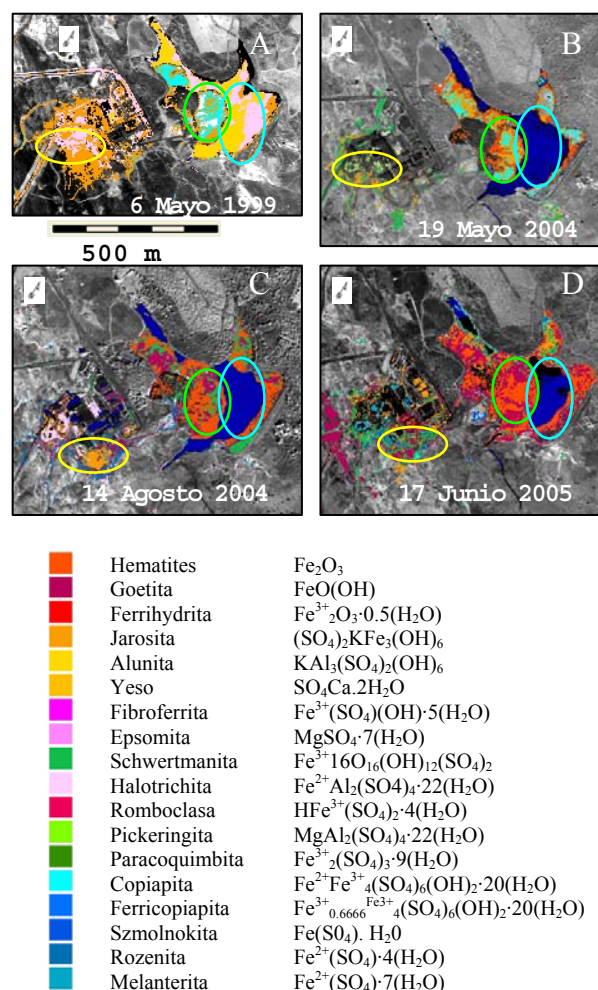 A
6 Mayo 1999
B
19 Mayo 2004
500 m
C
14 Agosto 2004
D
17 Junio 2005
Hematites Fe₂O₃
Goetita FeO(OH)
Ferrihydrita Fe³⁺₂O₃·0.5(H₂O)
Jarosita (SO₄)₂KFe₃(OH)₆
Alunita KAl₃(SO₄)₂(OH)₆
Yeso SO₄Ca.2H₂O
Fibroferrita Fe³⁺(SO₄)(OH)·5(H₂O)
Epsomita MgSO₄·7(H₂O)
Schwertmanita Fe³⁺16O₁₆(OH)₁₂(SO₄)₂
Halotrichita Fe²⁺Al₂(SO4)₄·22(H₂O)
Romboclasa HFe³⁺(SO₄)₂·4(H₂O)
Pickeringita MgAl₂(SO₄)₄·22(H₂O)
Paracoquimbita Fe³⁺₂(SO₄)₃·9(H₂O)
Copiapita Fe²⁺Fe³⁺₄(SO₄)₆(OH)₂·20(H₂O)
Ferricopiapita Fe³⁺₀.₆₆₆₆Fe³⁺₄(SO₄)₆(OH)₂·20(H₂O)
Szmolnokita Fe(S0₄). H₂0
Rozenita Fe²⁺(SO₄)·4(H₂O)
Melanterita Fe²⁺(SO₄)·7(H₂O)